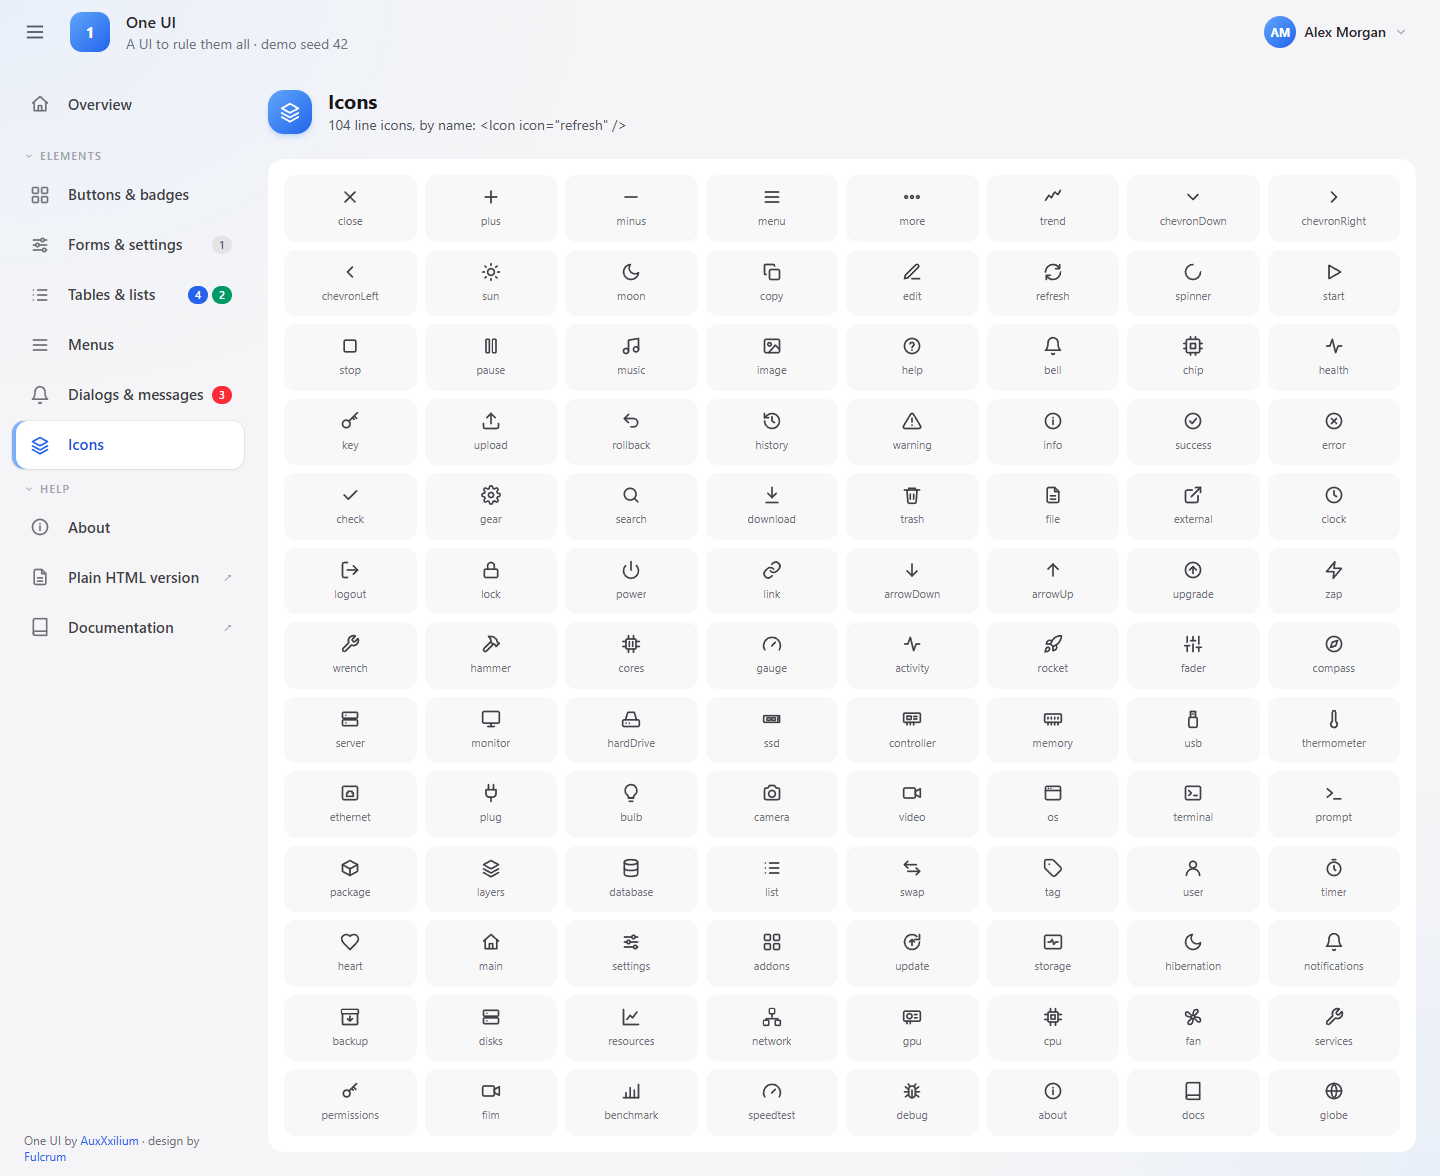 1
One UI
A UI to rule them all · demo seed 42
AM
Alex Morgan
Overview
ELEMENTS
Buttons & badges
Forms & settings 1
Tables & lists 4 2
Menus
Dialogs & messages 3
Icons
HELP
About
Plain HTML version ↗
Documentation ↗
One UI by AuxXxilium · design by
Fulcrum
Icons
104 line icons, by name: <Icon icon="refresh" />
close plus minus menu more trend chevronDown chevronRight
chevronLeft sun moon copy edit refresh spinner start
stop pause music image help bell chip health
key upload rollback history warning info success error
check gear search download trash file external clock
logout lock power link arrowDown arrowUp upgrade zap
wrench hammer cores gauge activity rocket fader compass
server monitor hardDrive ssd controller memory usb thermometer
ethernet plug bulb camera video os terminal prompt
package layers database list swap tag user timer
heart main settings addons update storage hibernation notifications
backup disks resources network gpu cpu fan services
permissions film benchmark speedtest debug about docs globe